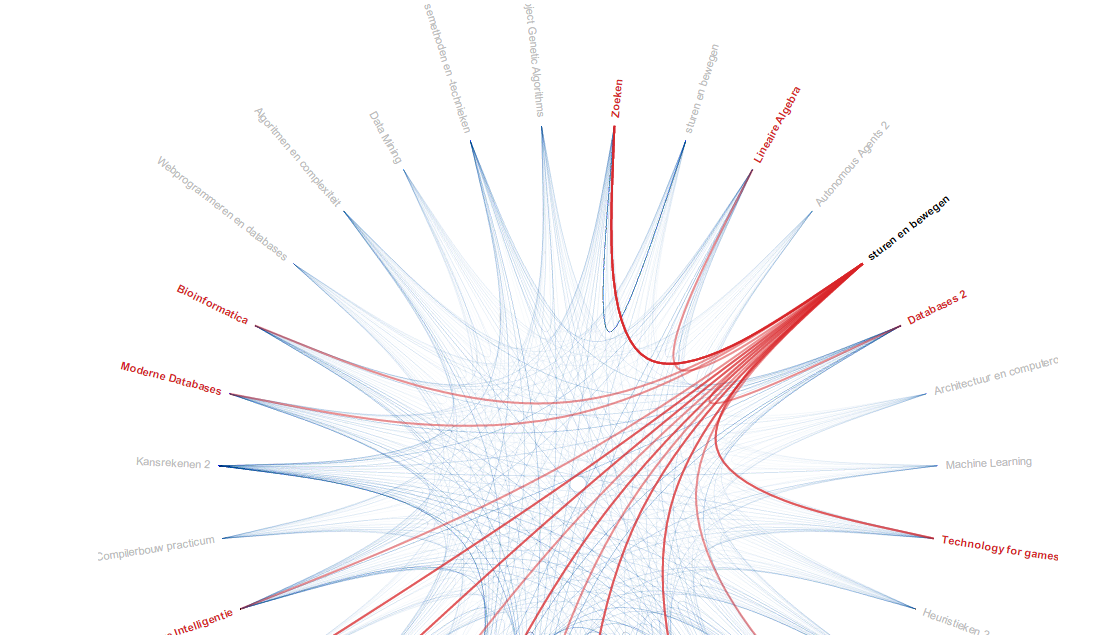 semethoden en -technieken
ject Genetic Algorithms
Zoeken
sturen en bewegen
Lineaire Algebra
Data Mining
Algoritmen en complexiteit
Autonomous Agents 2
Webprogrammeren en databases
sturen en bewegen
Bioinformatica
Databases 2
Moderne Databases
Architectuur en computerc
Kansrekenen 2
Machine Learning
Compilerbouw practicum
Technology for games
e Intelligentie
Heuristieken 2